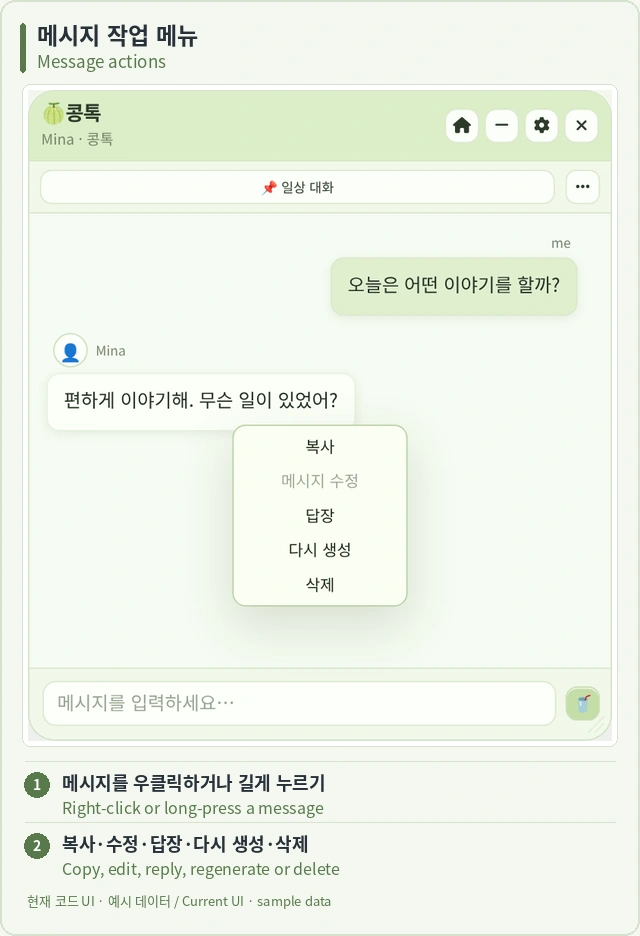 메시지 작업 메뉴
Message actions
콩톡
Mina · 콩톡
📌 일상 대화
me
오늘은 어떤 이야기를 할까?
Mina
편하게 이야기해. 무슨 일이 있었어?
복사
메시지 수정
답장
다시 생성
삭제
메시지를 입력하세요…
1 메시지를 우클릭하거나 길게 누르기
Right-click or long-press a message
2 복사·수정·답장·다시 생성·삭제
Copy, edit, reply, regenerate or delete
현재 코드 UI · 예시 데이터 / Current UI · sample data